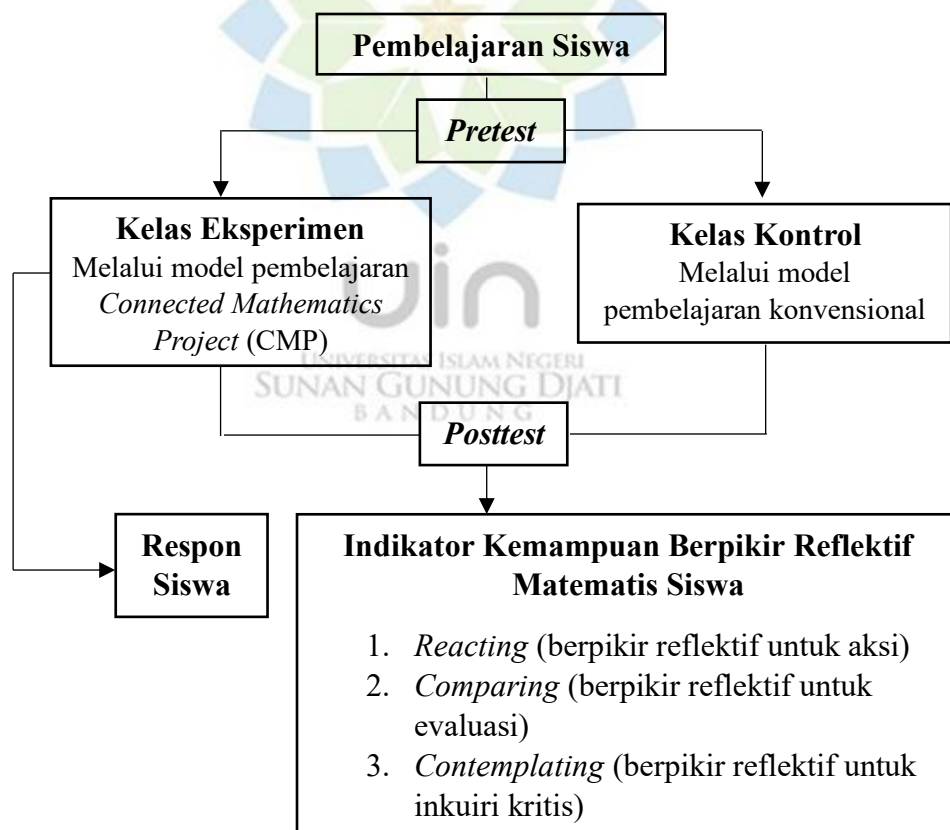 Pembelajaran Siswa
Pretest
Kelas Eksperimen
Melalui model pembelajaran
Connected Mathematics
Project (CMP)
Kelas Kontrol
Melalui model
pembelajaran konvensional
uin
UNIVERSITAS ISLAM NEGERI
SUNAN GUNUNG DJATI
BANDUNG
Posttest
Respon
Siswa
Indikator Kemampuan Berpikir Reflektif
Matematis Siswa
1. Reacting (berpikir reflektif untuk aksi)
2. Comparing (berpikir reflektif untuk
evaluasi)
3. Contemplating (berpikir reflektif untuk
inkuiri kritis)